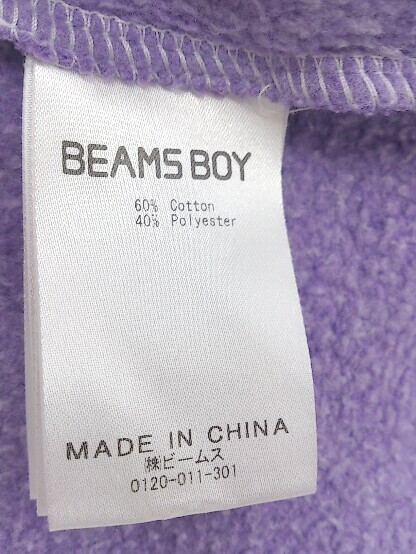 BEAMS BOY
60% Cotton
40% Polyester
MADE IN CHINA
㈱ビームス
0120-011-301